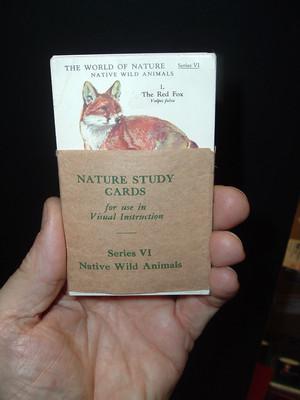 THE WORLD OF NATURE Series VI
NATIVE WILD ANIMALS
1.
The Red Fox
Vulpes fulva
NATURE STUDY
CARDS
for use in
Visual Instruction
Series VI
Native Wild Animals